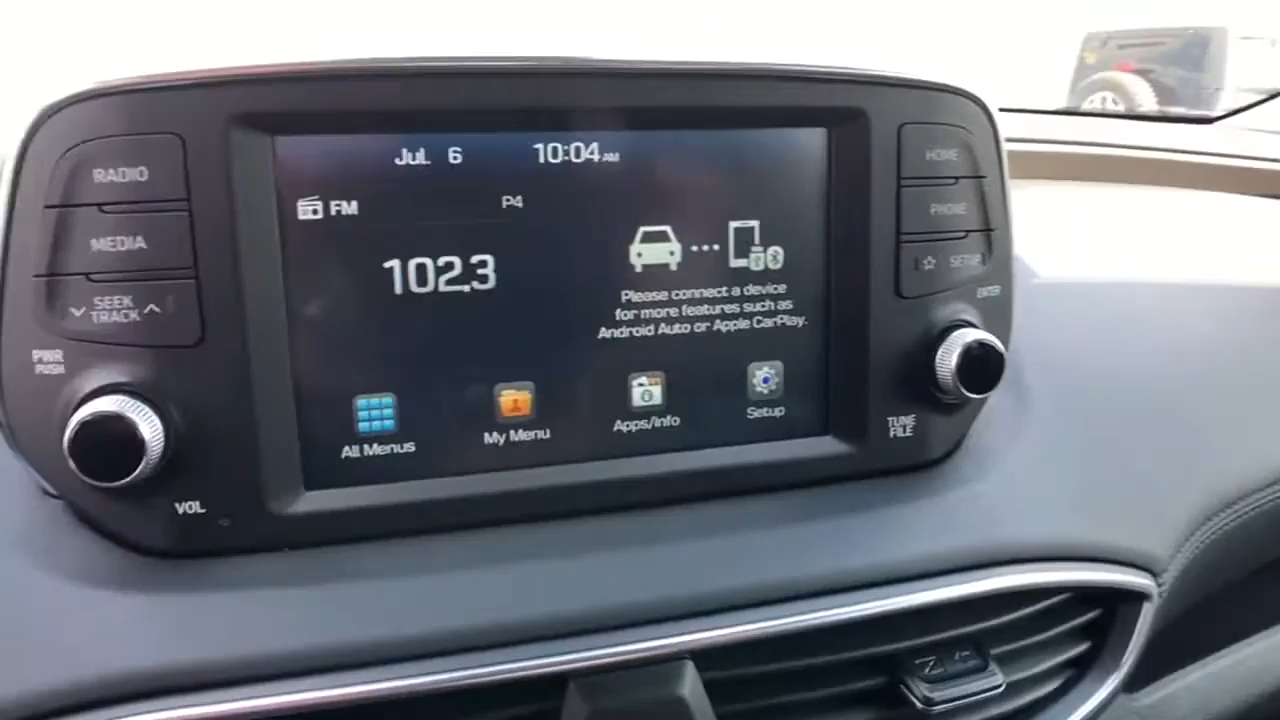 RADIO
MEDIA
SEEK
TRACK
PWR
PUSH
VOL
Jul. 6
10:04 AM
FM
P4
102.3
Please connect a device
for more features such as
Android Auto or Apple CarPlay.
All Menus
My Menu
Apps/Info
Setup
HOME
PHONE
SETUP
ENTER
TUNE
FILE